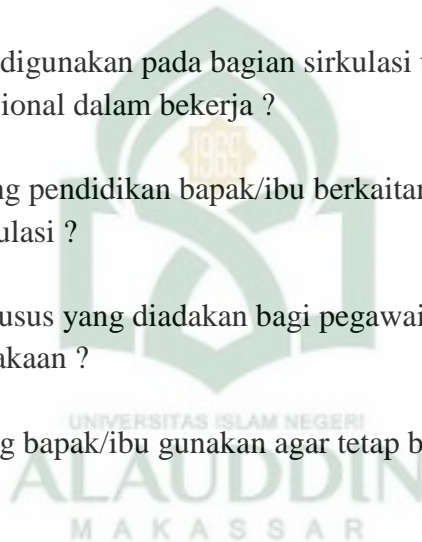 digunakan pada bagian sirkulasi
ional dalam bekerja ?
ng pendidikan bapak/ibu berkaitan
ulasi ?
usus yang diadakan bagi pegawai
akaan ?
1965
UNIVERSITAS ISLAM NEGERI
g bapak/ibu gunakan agar tetap b
ALAUDDIN
MAKASSAR